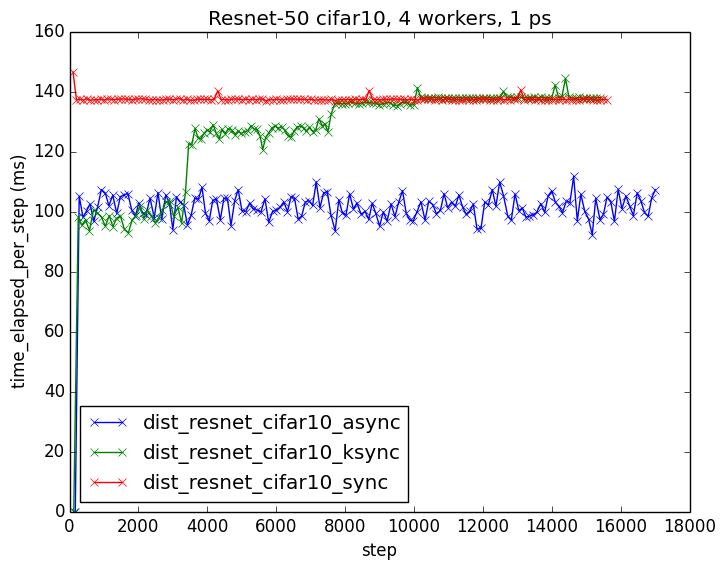 Resnet-50 cifar10, 4 workers, 1 ps
160
140
120
100
80
60
40
20
0
time_elapsed_per_step (ms)
dist_resnet_cifar10_async
dist_resnet_cifar10_ksync
dist_resnet_cifar10_sync
0 2000 4000 6000 8000 10000 12000 14000 16000 18000
step